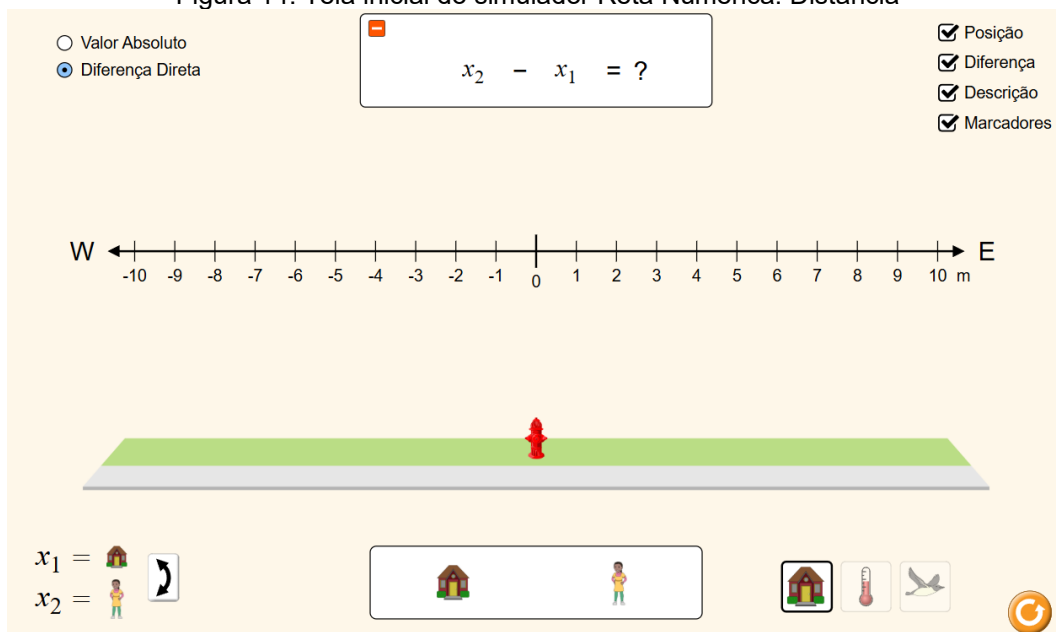 Valor Absoluto
Diferença Direta
x₂ − x₁ = ?
Posição
Diferença
Descrição
Marcadores
W E
-10 -9 -8 -7 -6 -5 -4 -3 -2 -1 0 1 2 3 4 5 6 7 8 9 10 m
x₁ =
x₂ =